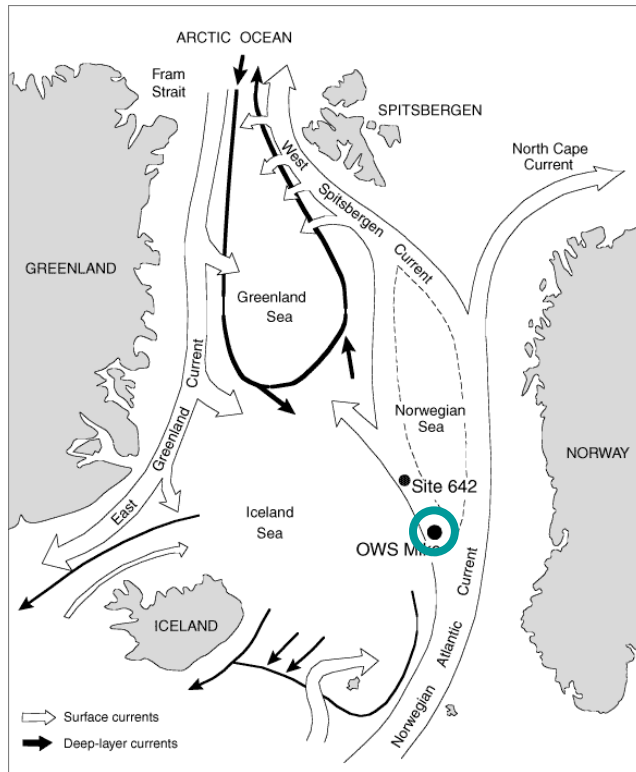 ARCTIC OCEAN
Fram
Strait
SPITSBERGEN
North Cape
Current
West Spitsbergen Current
GREENLAND
Greenland
Sea
Norwegian
Sea
NORWAY
East Greenland Current
Site 642
Iceland
Sea
OWS Mike
ICELAND
Norwegian Atlantic Current
Surface currents
Deep-layer currents